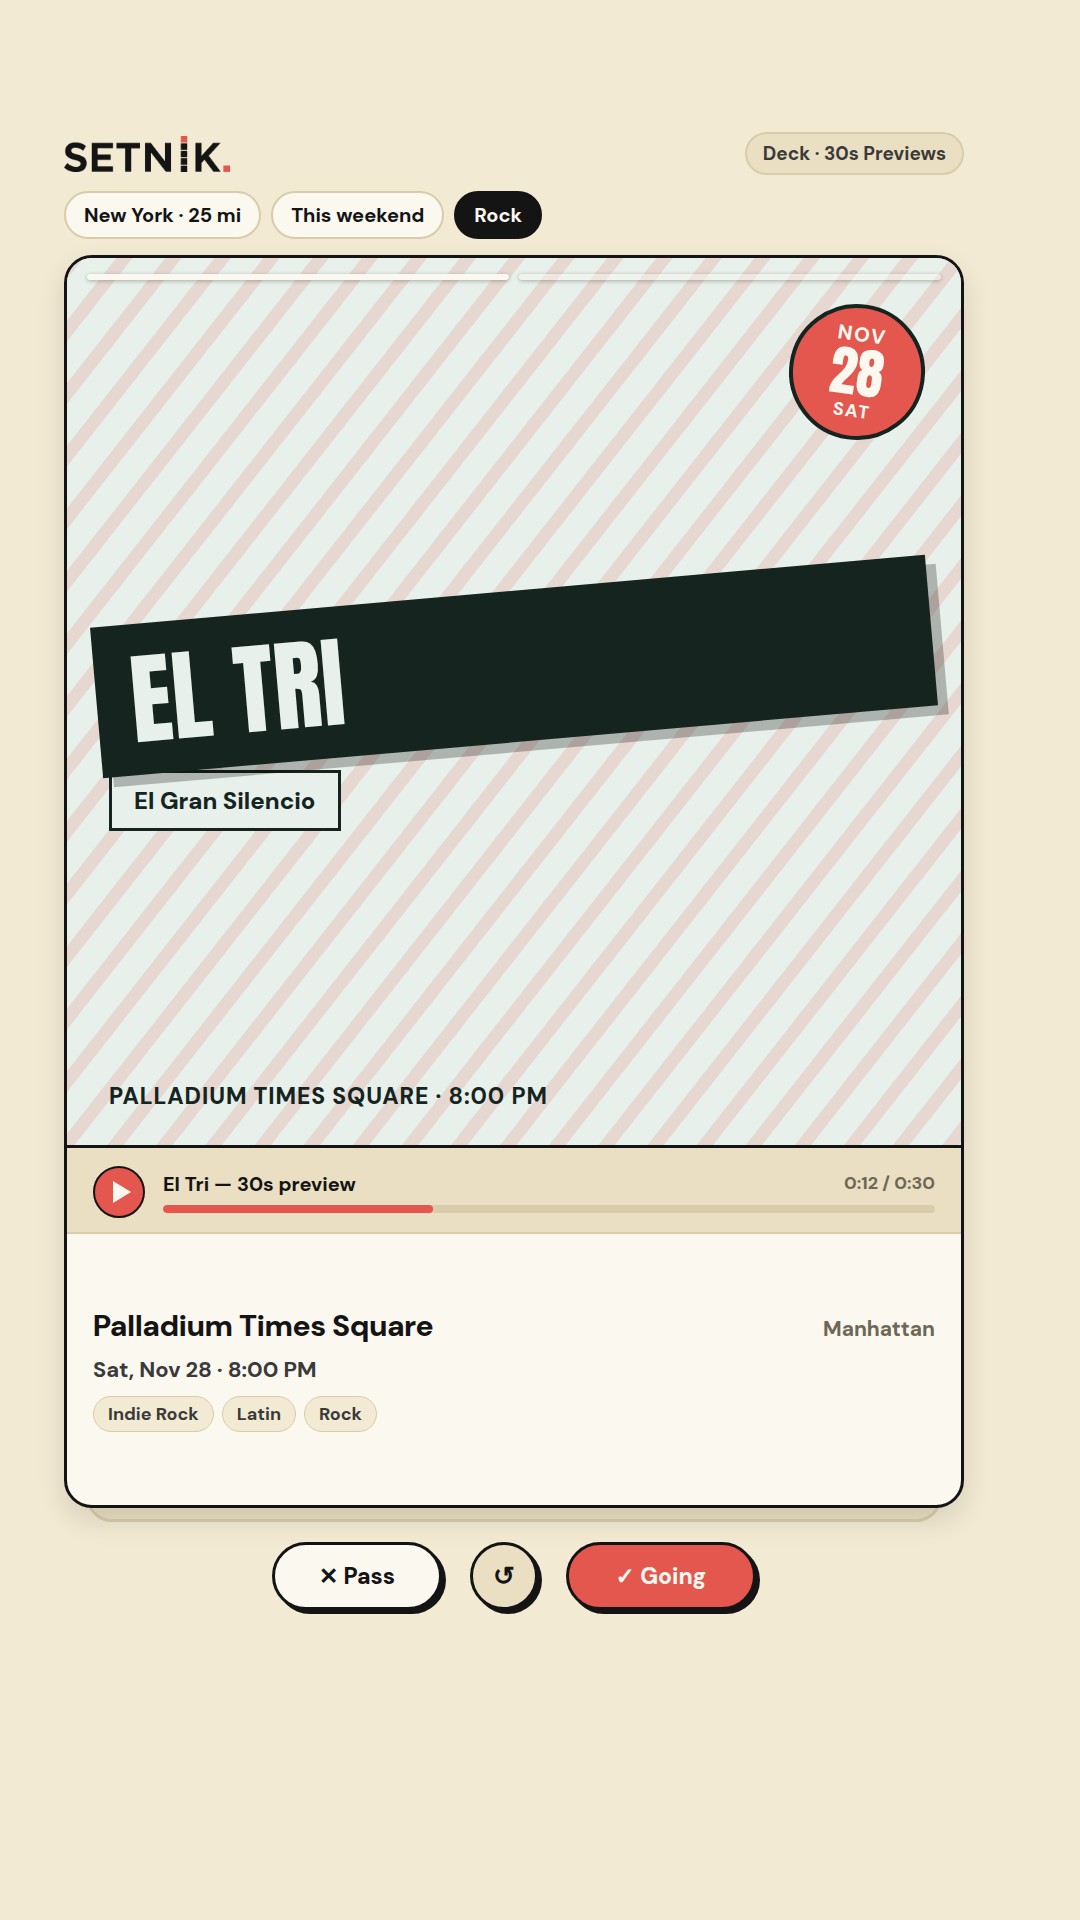 SETNIK.
Deck · 30s Previews
New York · 25 mi
This weekend
Rock
NOV
28
SAT
EL TRI
El Gran Silencio
PALLADIUM TIMES SQUARE · 8:00 PM
El Tri — 30s preview
0:12 / 0:30
Palladium Times Square
Manhattan
Sat, Nov 28 · 8:00 PM
Indie Rock
Latin
Rock
✕ Pass
↺
✓ Going